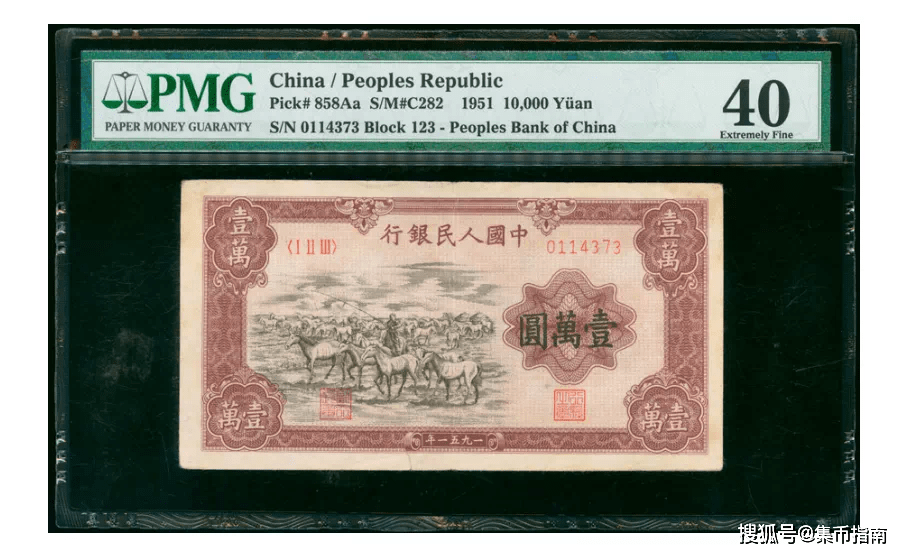 PMG
PAPER MONEY GUARANTY
China / Peoples Republic
Pick# 858Aa S/M#C282 1951 10,000 Yüan
S/N 0114373 Block 123 - Peoples Bank of China
40
Extremely Fine
壹萬
行銀民人國中
壹萬
〈I II III〉
0114373
圓萬壹
萬壹
年一五九一
萬壹
搜狐号@集币指南